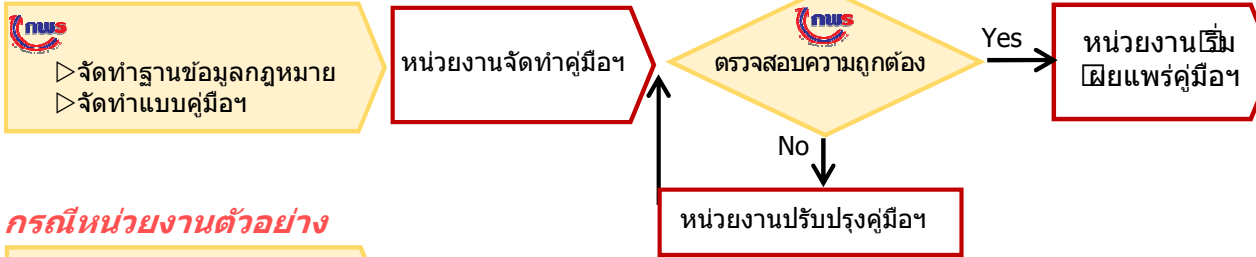 กพร
▷จัดทำฐานข้อมูลกฎหมาย
▷จัดทำแบบคู่มือฯ
หน่วยงานจัดทำคู่มือฯ
กพร
ตรวจสอบความถูกต้อง
Yes
หน่วยงาน
ผยแพร่คู่มือฯ
No
หน่วยงานปรับปรุงคู่มือฯ
กรณีหน่วยงานตัวอย่าง